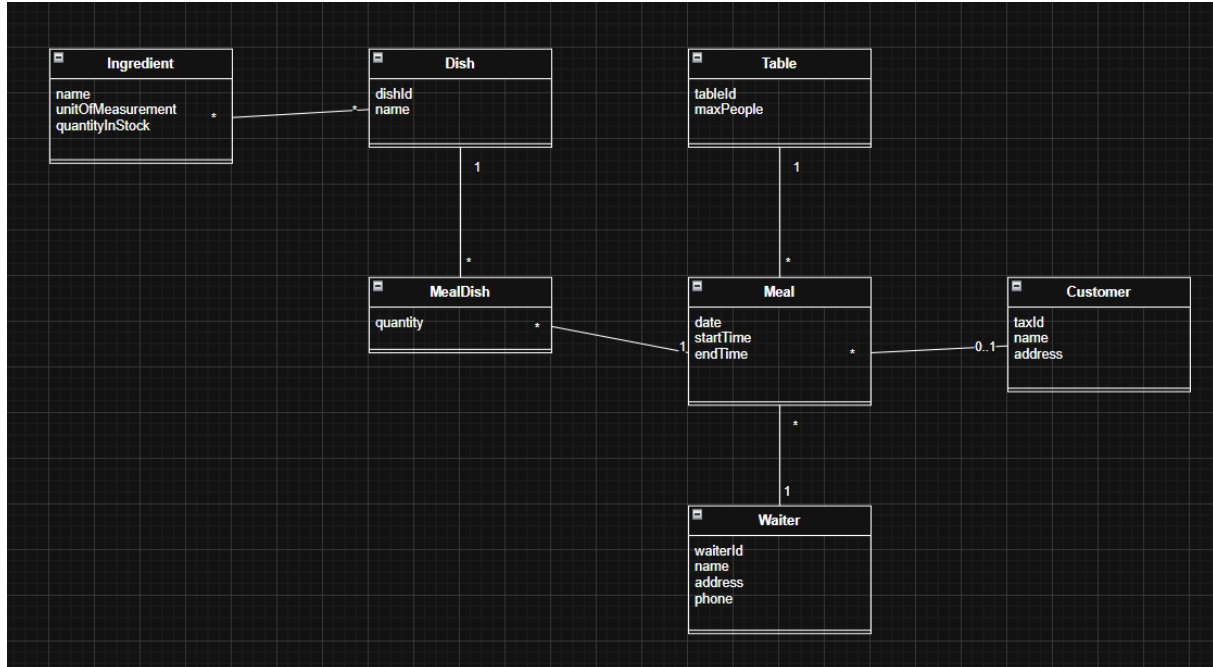 Ingredient
name
unitOfMeasurement
quantityInStock
*
*
Dish
dishId
name
1
*
Table
tableId
maxPeople
1
*
MealDish
quantity
*
1
Meal
date
startTime
endTime
*
0..1
Customer
taxId
name
address
*
1
Waiter
waiterId
name
address
phone